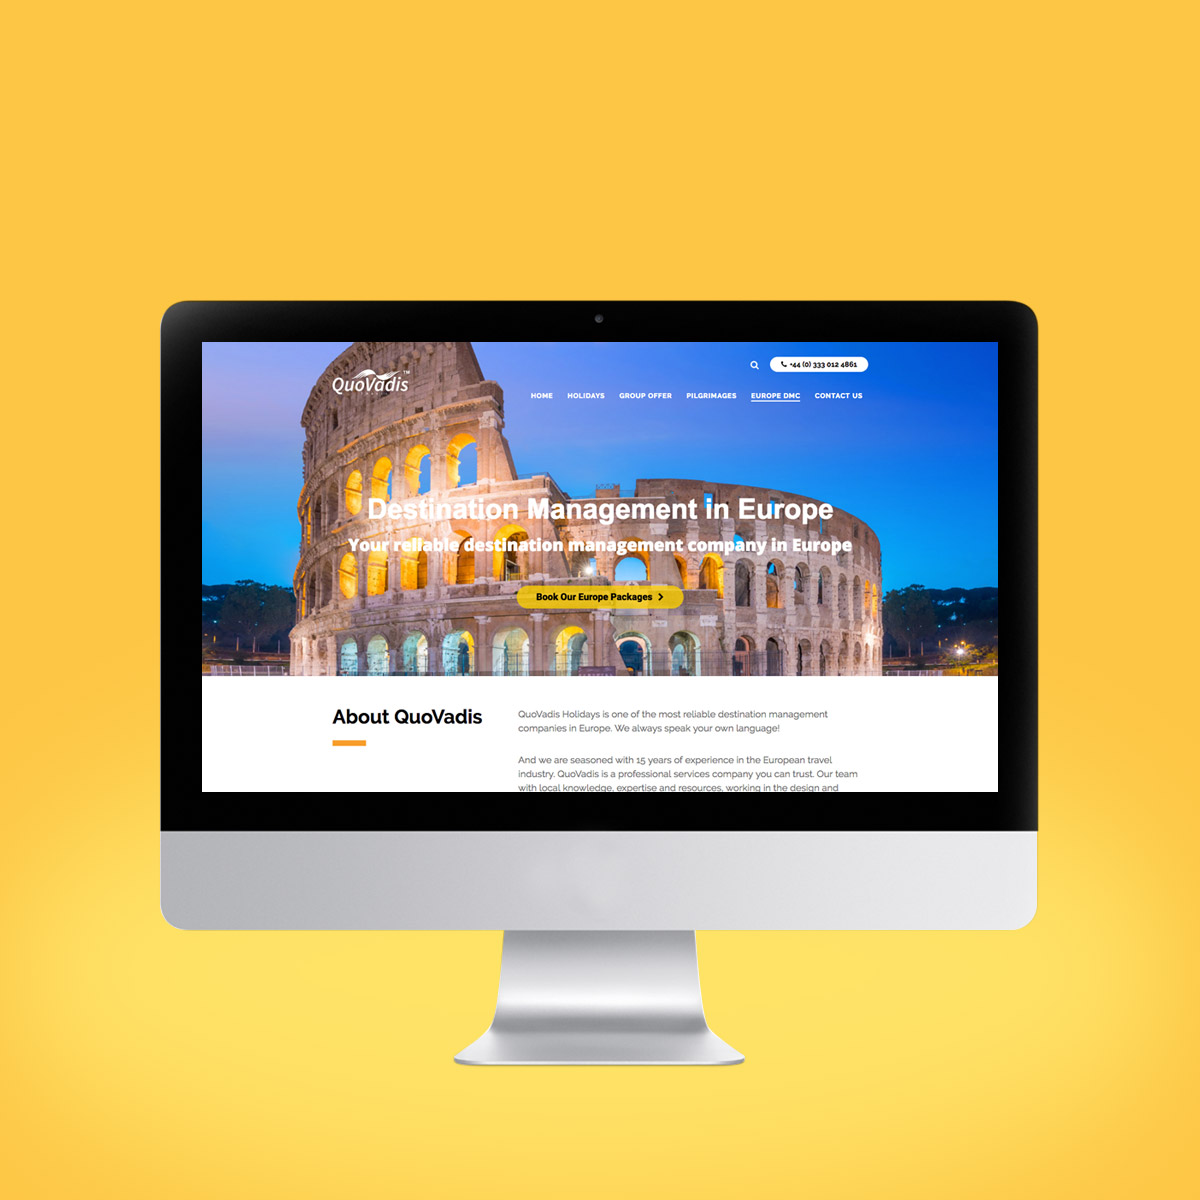 +44 (0) 333 012 4861
QuoVadis™
HOME HOLIDAYS GROUP OFFER PILGRIMAGES EUROPE DMC CONTACT US
Destination Management in Europe
Your reliable destination management company in Europe
Book Our Europe Packages
About QuoVadis
QuoVadis Holidays is one of the most reliable destination management
companies in Europe. We always speak your own language!
And we are seasoned with 15 years of experience in the European travel
industry. QuoVadis is a professional services company you can trust. Our team
with local knowledge, expertise and resources, working in the design and